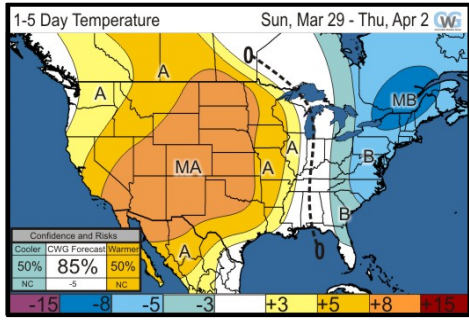 1-5 Day Temperature
Sun, Mar 29 - Thu, Apr 2
CWG
0
A
A
MB
A
MA
A
B
B
A
0
Confidence and Risks
Cooler CWG Forecast Warmer
50% 85% 50%
NC -5 NC
-15 -8 -5 -3 +3 +5 +8 +15